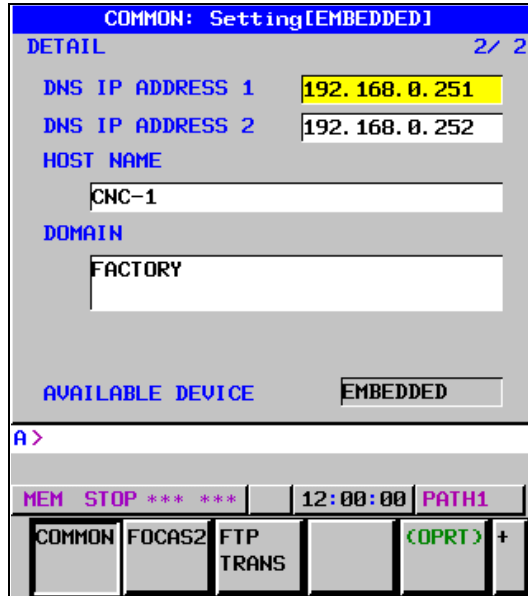 COMMON: Setting[EMBEDDED]
DETAIL 2/ 2
DNS IP ADDRESS 1 192.168.0.251
DNS IP ADDRESS 2 192.168.0.252
HOST NAME
CNC-1
DOMAIN
FACTORY
AVAILABLE DEVICE EMBEDDED
A>
MEM STOP *** *** 12:00:00 PATH1
COMMON FOCAS2 FTP (OPRT) +
TRANS